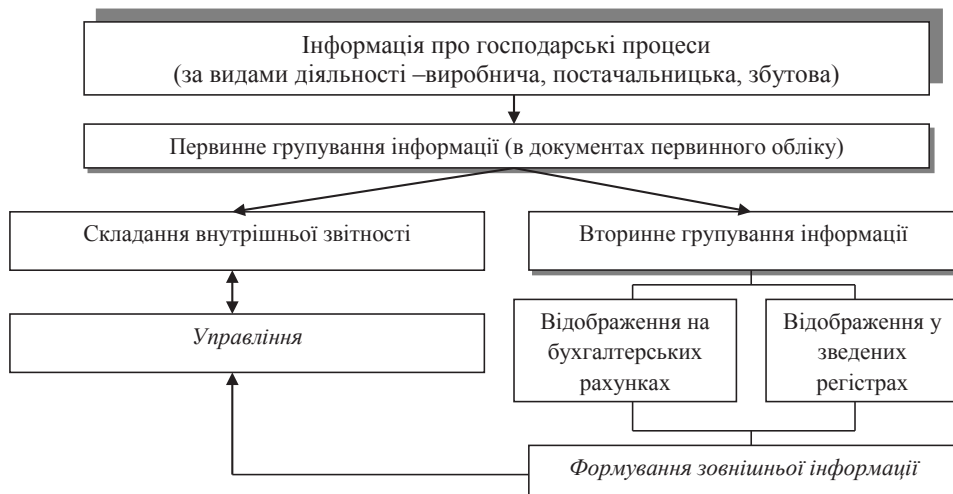 Інформація про господарські процеси
(за видами діяльності –виробнича, постачальницька, збутова)
Первинне групування інформації (в документах первинного обліку)
Складання внутрішньої звітності
Вторинне групування інформації
Управління
Відображення на
бухгалтерських
рахунках
Відображення у
зведених
регістрах
Формування зовнішньої інформації